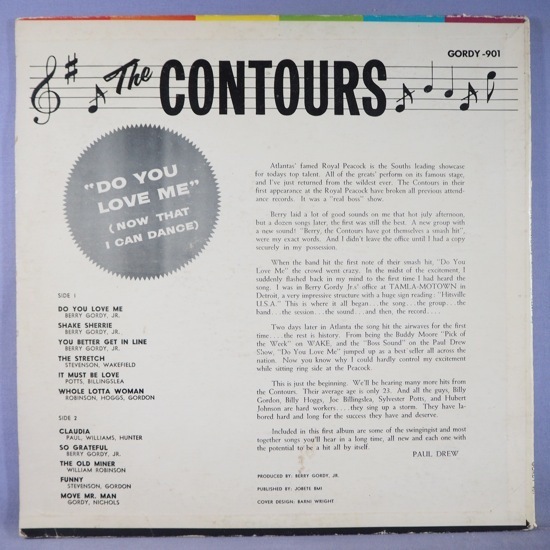 GORDY -901
The CONTOURS
"DO YOU
LOVE ME"
(NOW THAT
I CAN DANCE)
SIDE 1
DO YOU LOVE ME
BERRY GORDY, JR.
SHAKE SHERRIE
BERRY GORDY, JR.
YOU BETTER GET IN LINE
BERRY GORDY, JR.
THE STRETCH
STEVENSON, WAKEFIELD
IT MUST BE LOVE
POTTS, BILLINGSLEA
WHOLE LOTTA WOMAN
ROBINSON, HOGGS, GORDON
SIDE 2
CLAUDIA
PAUL, WILLIAMS, HUNTER
SO GRATEFUL
BERRY GORDY, JR.
THE OLD MINER
WILLIAM ROBINSON
FUNNY
STEVENSON, GORDON
MOVE MR. MAN
GORDY, NICHOLS
Atlantas' famed Royal Peacock is the Souths leading showcase
for todays top talent. All of the greats' perform on its famous stage,
and I've just returned from the wildest ever. The Contours in their
first appearance at the Royal Peacock have broken all previous attend-
ance records. It was a "real boss" show.
Berry laid a lot of good sounds on me that hot july afternoon,
but a dozen songs later, the first was still the best. A new group with
a new sound! "Berry, the Contours have got themselves a smash hit",
were my exact words. And I didn't leave the office until I had a copy
securely in my possession.
When the band hit the first note of their smash hit, "Do You
Love Me" the crowd went crazy. In the midst of the excitement, I
suddenly flashed back in my mind to the first time I had heard the
song. I was in Berry Gordy Jr.s' office at TAMLA-MOTOWN in
Detroit, a very impressive structure with a huge sign reading : "Hitsville
U.S.A." This is where it all began . . the song . . .the group. . .the
band . . .the session. . .the sound . . .and then, the record . . . .
Two days later in Atlanta the song hit the airwaves for the first
time . . . .the rest is history. From being the Buddy Moore "Pick of
the Week" on WAKE, and the "Boss Sound" on the Paul Drew
Show, "Do You Love Me" jumped up as a best seller all across the
nation. Now you know why I could hardly control my excitement
while sitting ring side at the Peacock.
This is just the beginning. We'll be hearing many more hits from
the Contours. Their average age is only 23. And all the guys, Billy
Gordon, Billy Hoggs, Joe Billingslea, Sylvester Potts, and Hubert
Johnson are hard workers. . . .they sing up a storm. They have la-
bored hard and long for the success they have and deserve.
Included in this first album are some of the swingingist and most
together songs you'll hear in a long time, all new and each one with
the potential to be a hit all by itself.
PAUL DREW
PRODUCED BY: BERRY GORDY, JR.
PUBLISHED BY: JOBETE BMI
COVER DESIGN: BARNI WRIGHT